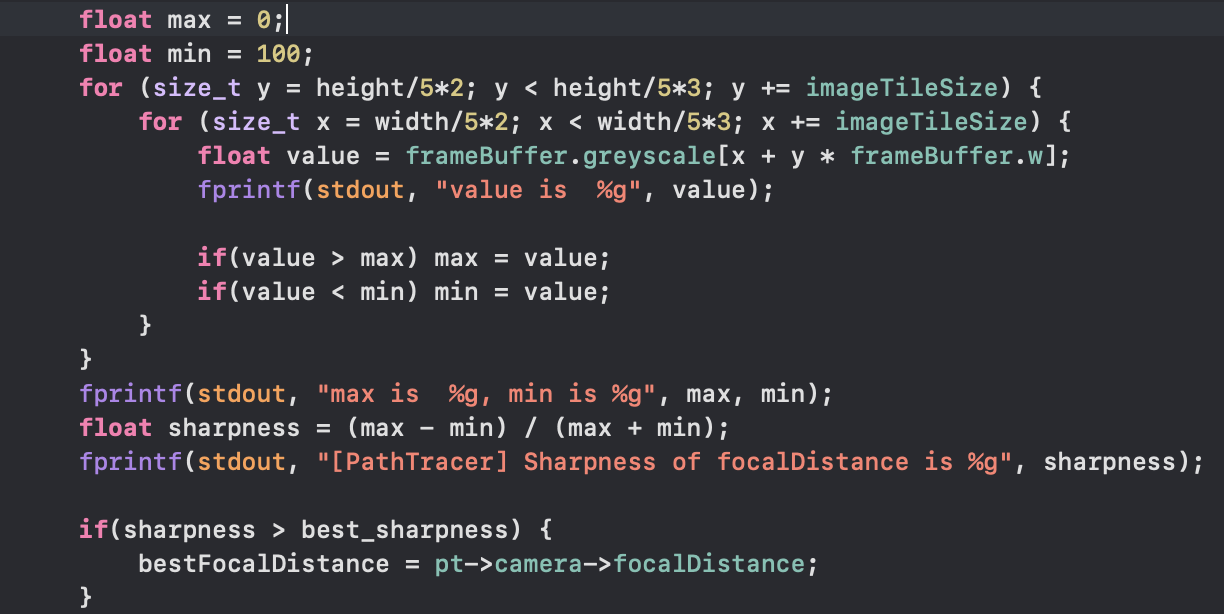 float max = 0;
float min = 100;
for (size_t y = height/5*2; y < height/5*3; y += imageTileSize) {
for (size_t x = width/5*2; x < width/5*3; x += imageTileSize) {
float value = frameBuffer.greyscale[x + y * frameBuffer.w];
fprintf(stdout, "value is  %g", value);
if(value > max) max = value;
if(value < min) min = value;
}
}
fprintf(stdout, "max is  %g, min is %g", max, min);
float sharpness = (max - min) / (max + min);
fprintf(stdout, "[PathTracer] Sharpness of focalDistance is %g", sharpness);
if(sharpness > best_sharpness) {
bestFocalDistance = pt->camera->focalDistance;
}